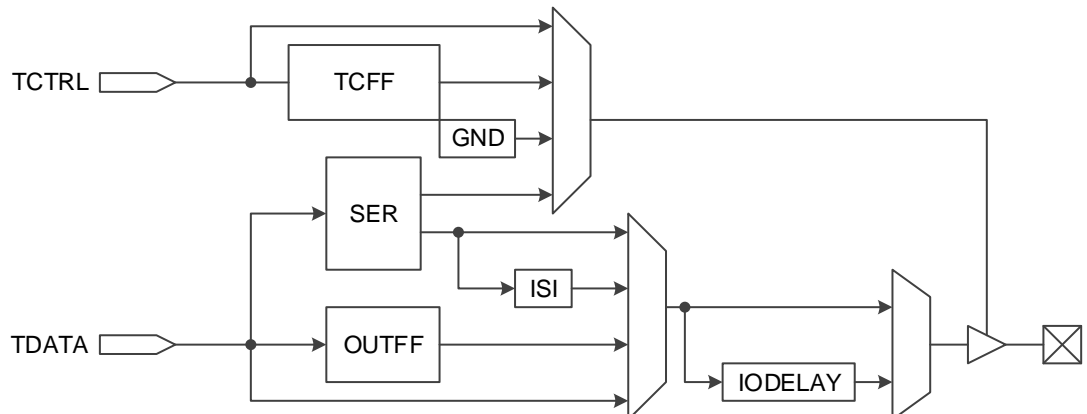 TCTRL
TCFF
GND
SER
ISI
TDATA
OUTFF
IODELAY